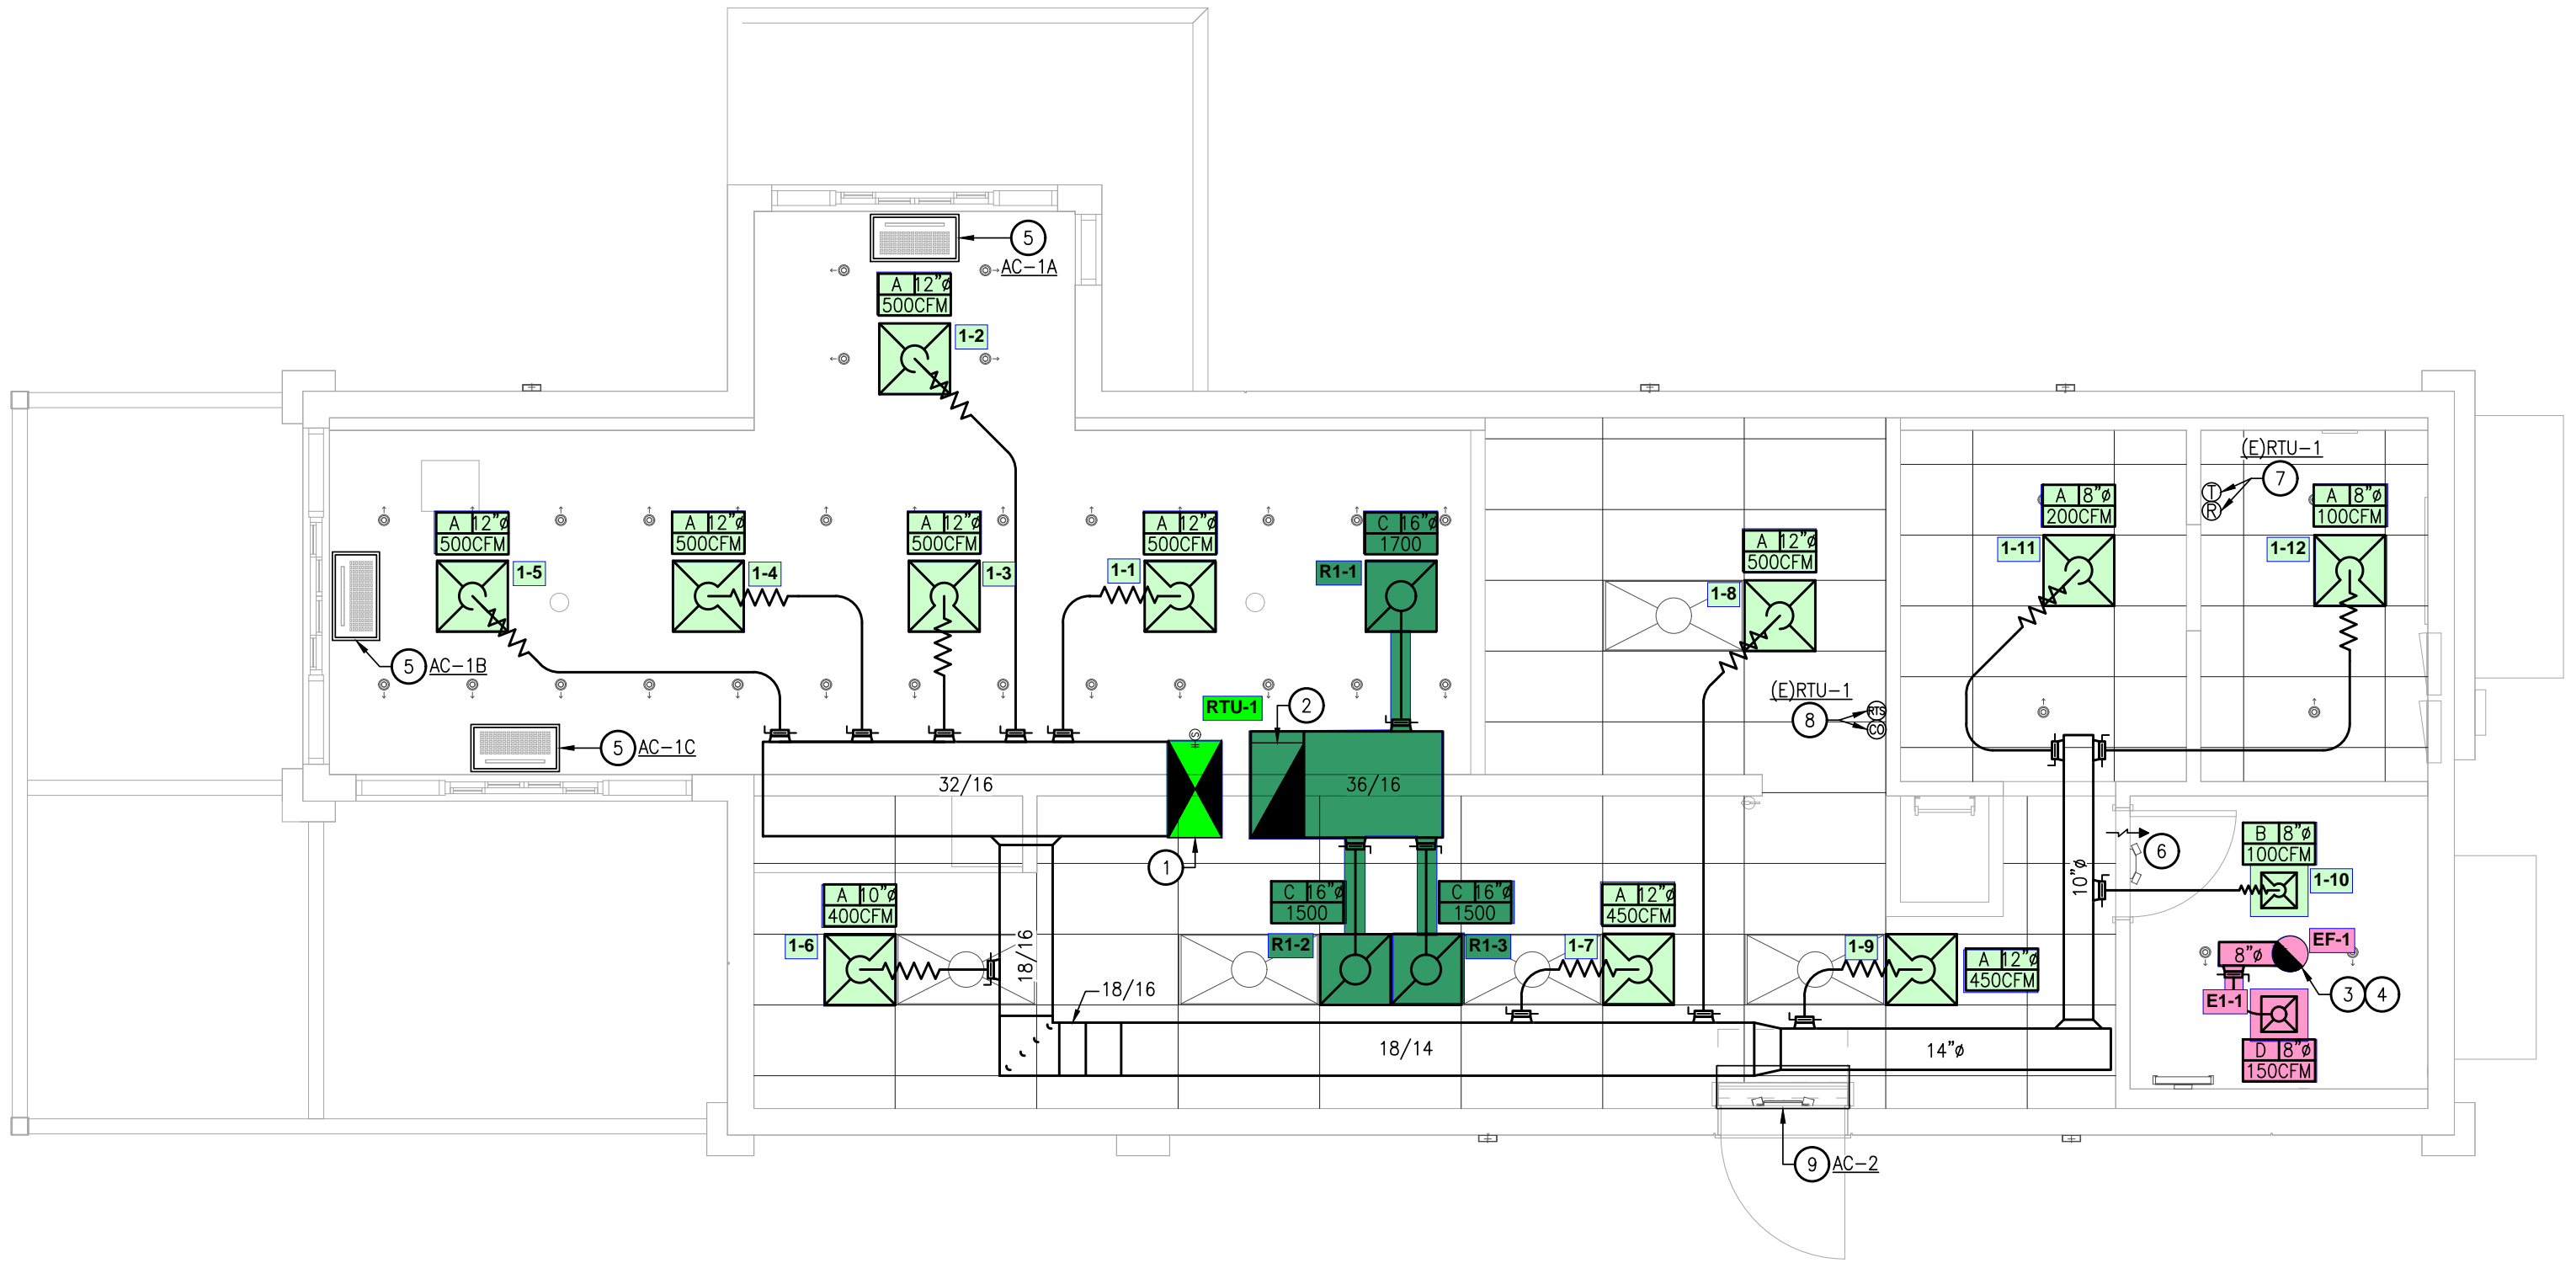 5
AC-1A
A 12"ø
500CFM
1-2
(E)RTU-1
7
T
R
A 12"ø
500CFM
1-5
A 12"ø
500CFM
1-4
A 12"ø
500CFM
1-3
A 12"ø
500CFM
1-1
C 16"ø
1700
R1-1
A 12"ø
500CFM
1-8
A 8"ø
200CFM
1-11
A 8"ø
100CFM
1-12
5 AC-1B
5 AC-1C
RTU-1
2
S
(E)RTU-1
8
RTS
CO
32/16
36/16
1
10"ø
6
B 8"ø
100CFM
1-10
A 10"ø
400CFM
1-6
18/16
C 16"ø
1500
R1-2
C 16"ø
1500
R1-3
A 12"ø
450CFM
1-7
1-9
A 12"ø
450CFM
EF-1
8"ø
E1-1
3 4
D 8"ø
150CFM
18/16
18/14
14"ø
9 AC-2